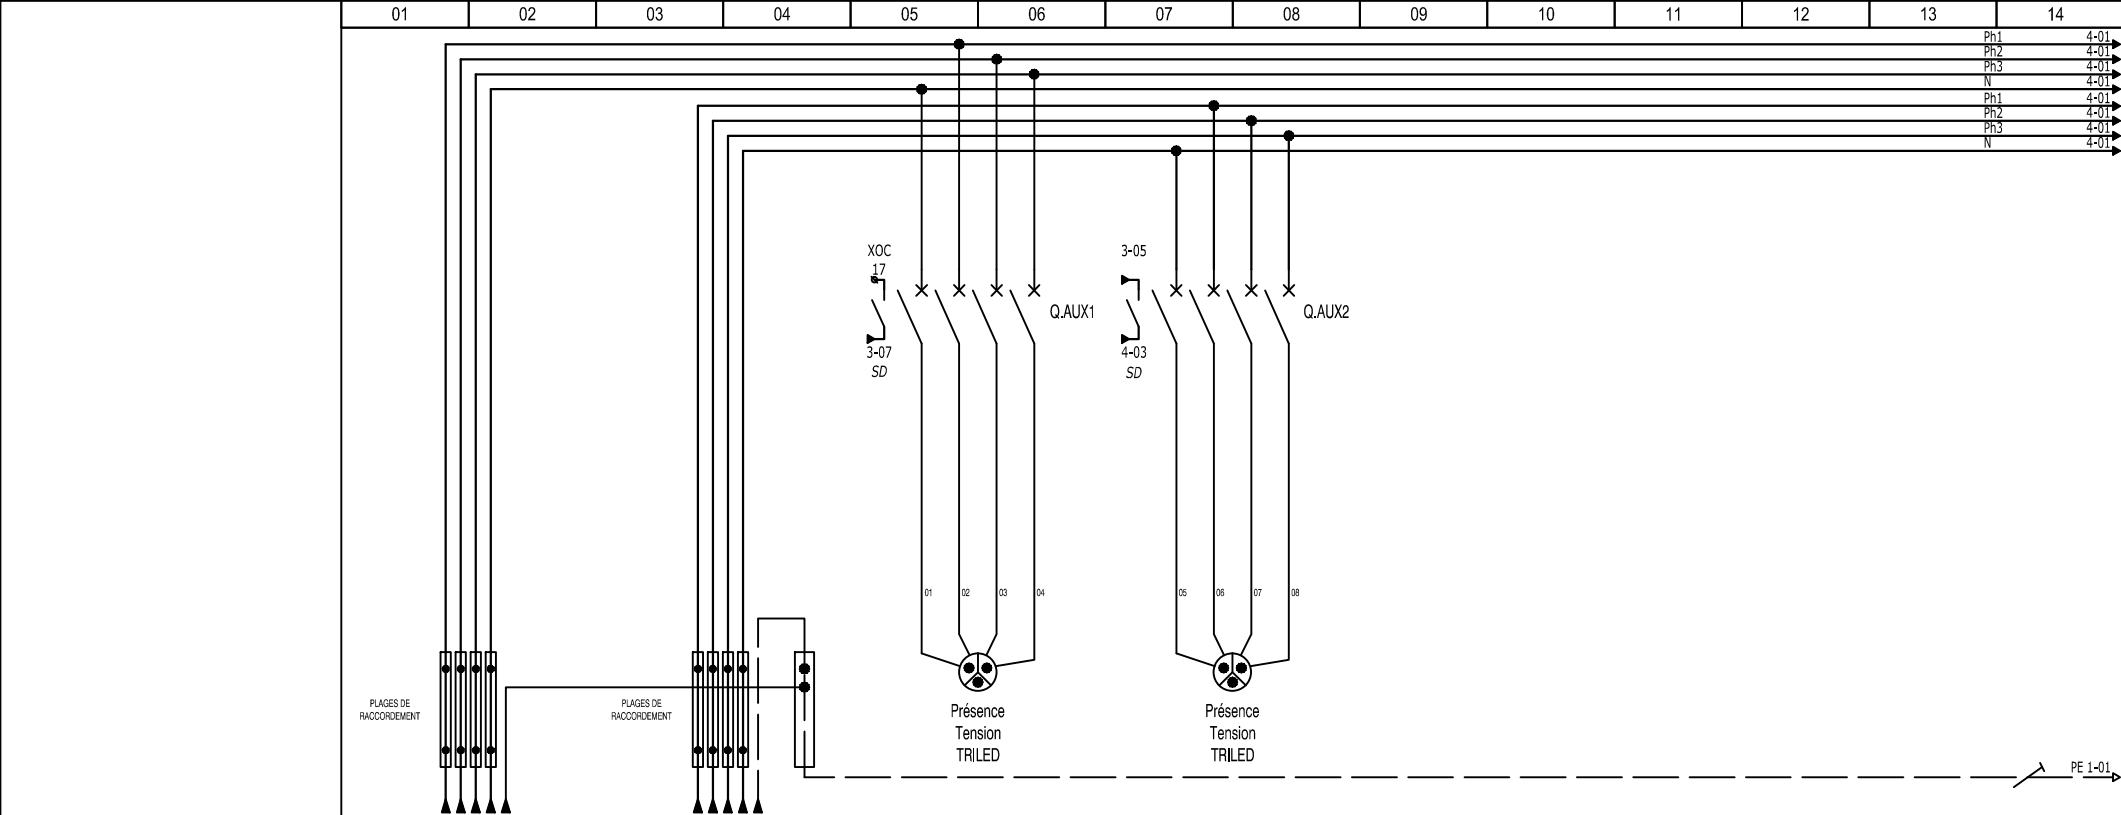 01 02 03 04 05 06 07 08 09 10 11 12 13 14
Ph1 4-01
Ph2 4-01
Ph3 4-01
N 4-01
Ph1 4-01
Ph2 4-01
Ph3 4-01
N 4-01
XOC
17
3-07
SD
Q.AUX1
3-05
4-03
SD
Q.AUX2
01 02 03 04
05 06 07 08
PLAGES DE
RACCORDEMENT
PLAGES DE
RACCORDEMENT
Présence
Tension
TRILED
Présence
Tension
TRILED
PE 1-01